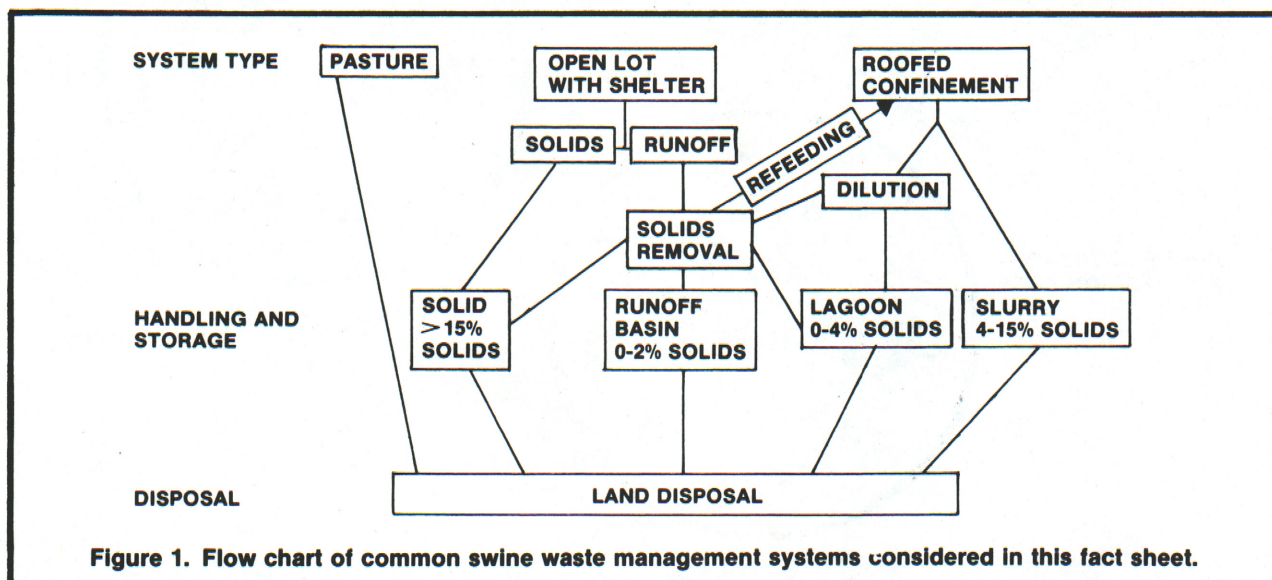 SYSTEM TYPE
PASTURE
OPEN LOT
WITH SHELTER
ROOFED
CONFINEMENT
SOLIDS
RUNOFF
REFEEDING
DILUTION
SOLIDS
REMOVAL
HANDLING AND
STORAGE
SOLID
>15%
SOLIDS
RUNOFF
BASIN
0-2% SOLIDS
LAGOON
0-4% SOLIDS
SLURRY
4-15% SOLIDS
DISPOSAL
LAND DISPOSAL
Figure 1. Flow chart of common swine waste management systems considered in this fact sheet.